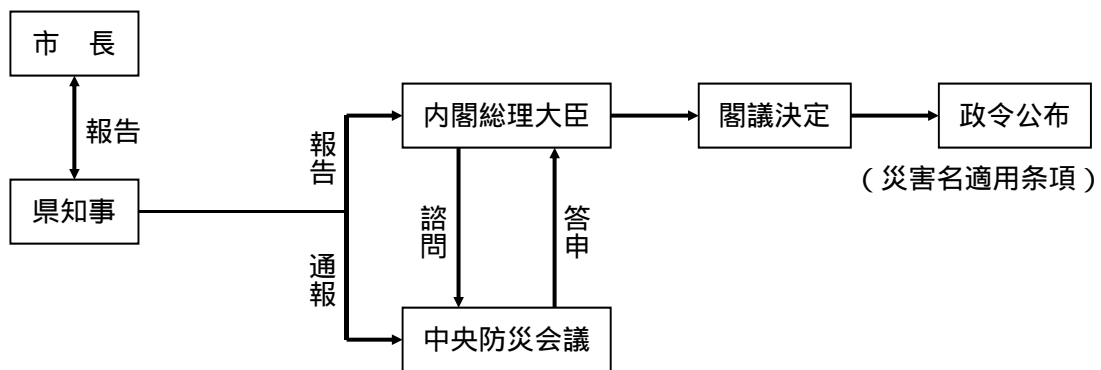 市　長
報告
県知事
報告
通報
内閣総理大臣
諮問
答申
中央防災会議
閣議決定
政令公布
（災害名適用条項）